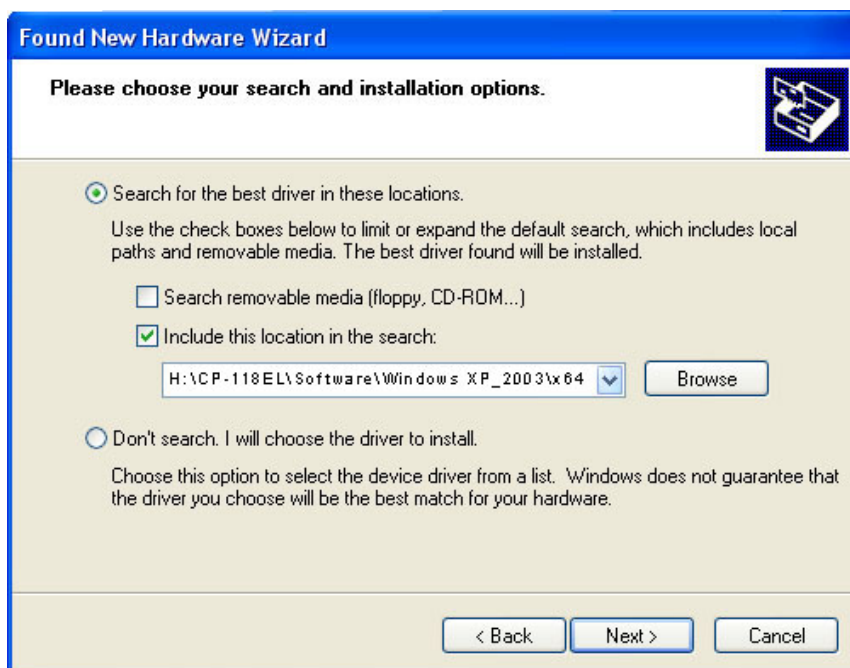 Found New Hardware Wizard
Please choose your search and installation options.
Search for the best driver in these locations.
Use the check boxes below to limit or expand the default search, which includes local
paths and removable media. The best driver found will be installed.
Search removable media (floppy, CD-ROM...)
Include this location in the search:
H:\CP-118EL\Software\Windows XP_2003\x64
Browse
Don't search. I will choose the driver to install.
Choose this option to select the device driver from a list. Windows does not guarantee that
the driver you choose will be the best match for your hardware.
< Back Next > Cancel